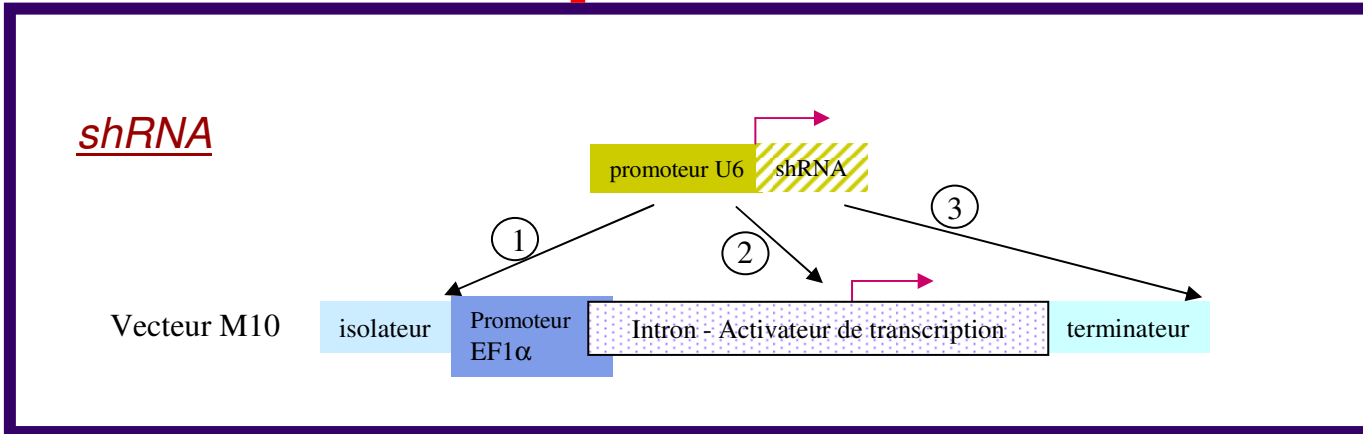 shRNA
promoteur U6
shRNA
1
2
3
Vecteur M10
isolateur
Promoteur
EF1α
Intron - Activateur de transcription
terminateur